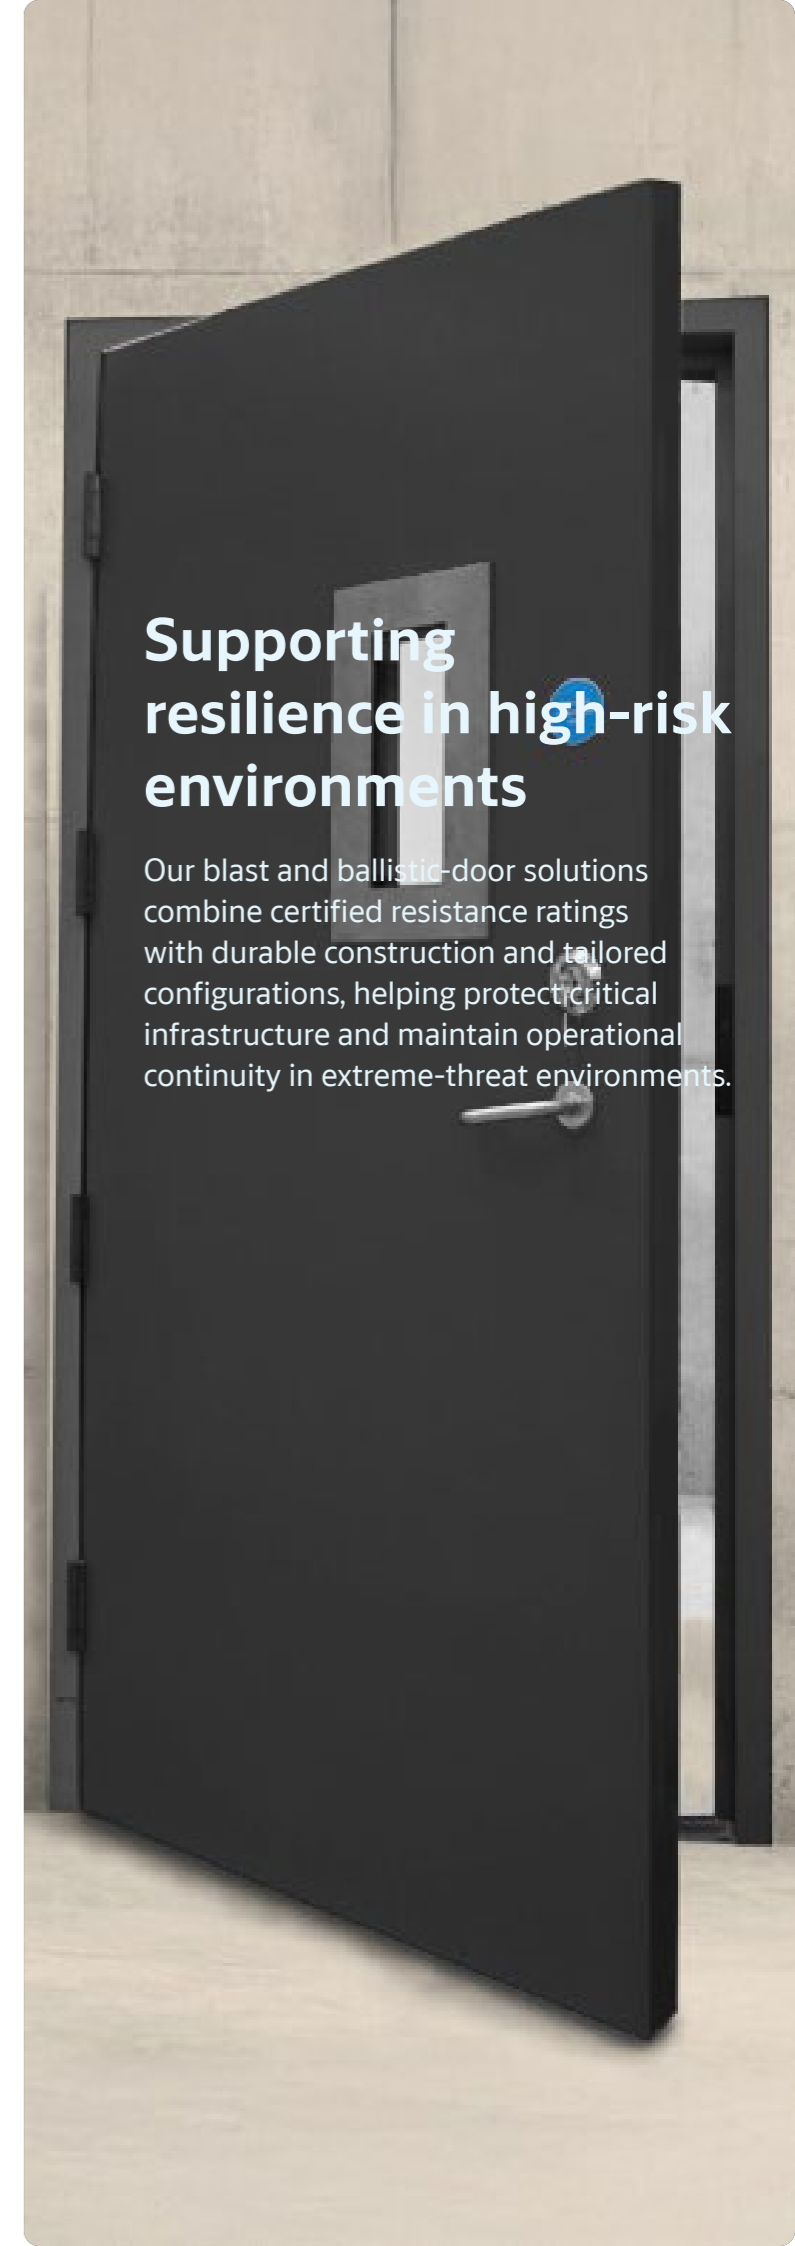 Supporting
resilience in high-risk
environments
Our blast and ballistic-door solutions
combine certified resistance ratings
with durable construction and tailored
configurations, helping protect critical
infrastructure and maintain operational
continuity in extreme-threat environments.